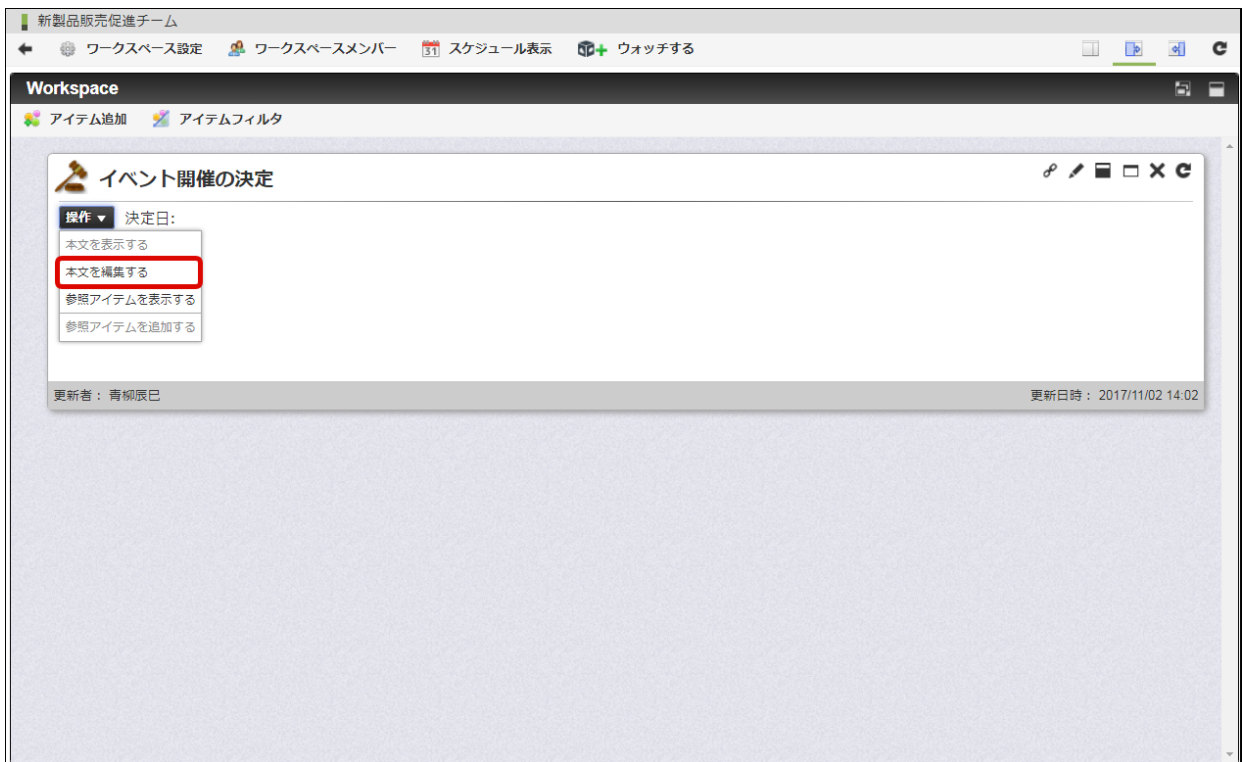 新製品販売促進チーム
ワークスペース設定 ワークスペースメンバー 31 スケジュール表示 ウォッチする
Workspace
アイテム追加 アイテムフィルタ
イベント開催の決定
操作 ▼ 決定日:
本文を表示する
本文を編集する
参照アイテムを表示する
参照アイテムを追加する
更新者： 青柳辰巳 更新日時： 2017/11/02 14:02